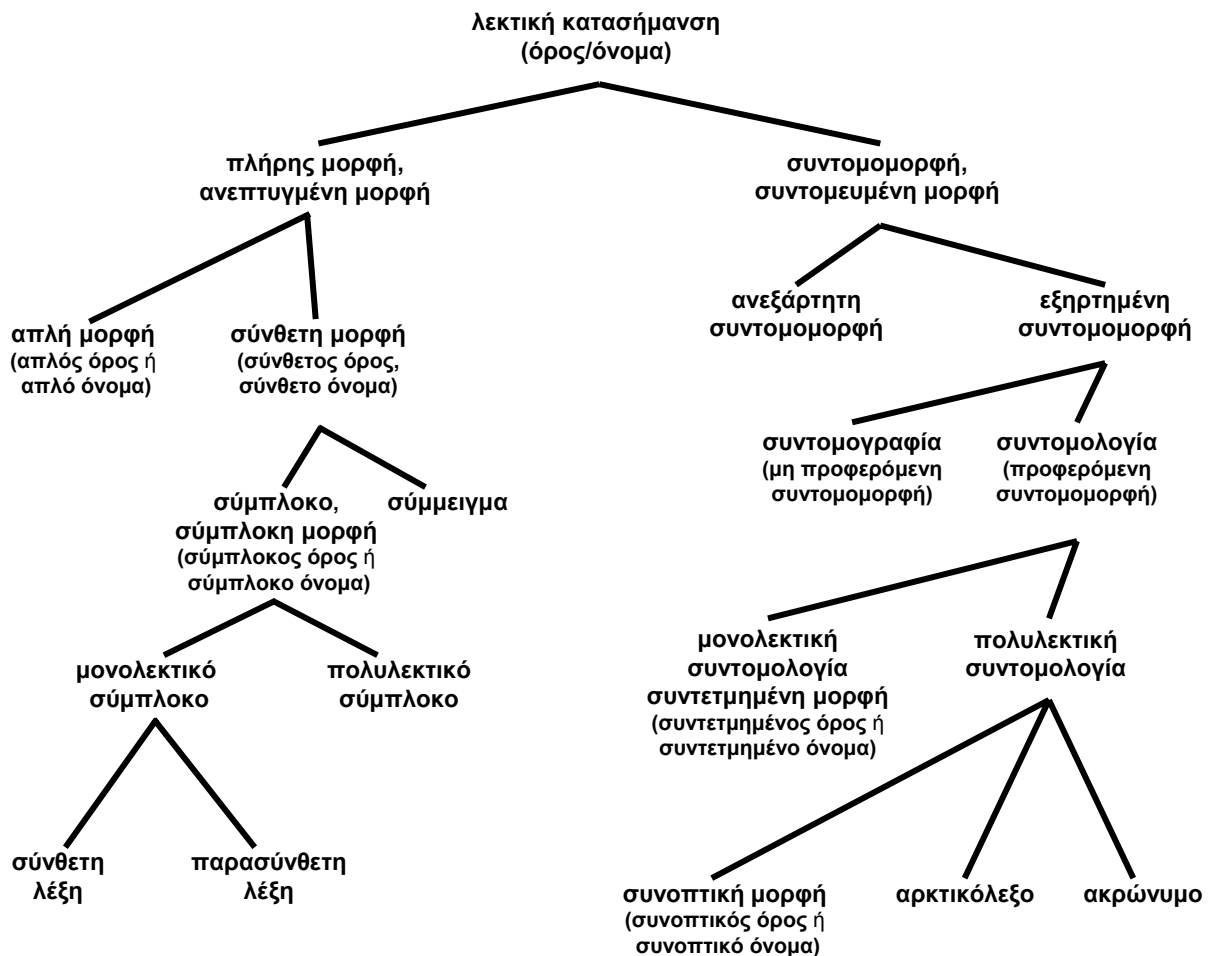 λεκτική κατασήμανση
(όρος/όνομα)
πλήρης μορφή,
ανεπτυγμένη μορφή
συντομομορφή,
συντομευμένη μορφή
απλή μορφή
(απλός όρος ή
απλό όνομα)
σύνθετη μορφή
(σύνθετος όρος,
σύνθετο όνομα)
ανεξάρτητη
συντομομορφή
εξηρτημένη
συντομομορφή
συντομογραφία
(μη προφερόμενη
συντομομορφή)
συντομολογία
(προφερόμενη
συντομομορφή)
σύμπλοκο,
σύμπλοκη μορφή
(σύμπλοκος όρος ή
σύμπλοκο όνομα)
σύμμειγμα
μονολεκτικό
σύμπλοκο
πολυλεκτικό
σύμπλοκο
μονολεκτική
συντομολογία
συντετμημένη μορφή
(συντετμημένος όρος ή
συντετμημένο όνομα)
πολυλεκτική
συντομολογία
σύνθετη
λέξη
παρασύνθετη
λέξη
συνοπτική μορφή
(συνοπτικός όρος ή
συνοπτικό όνομα)
αρκτικόλεξο
ακρώνυμο